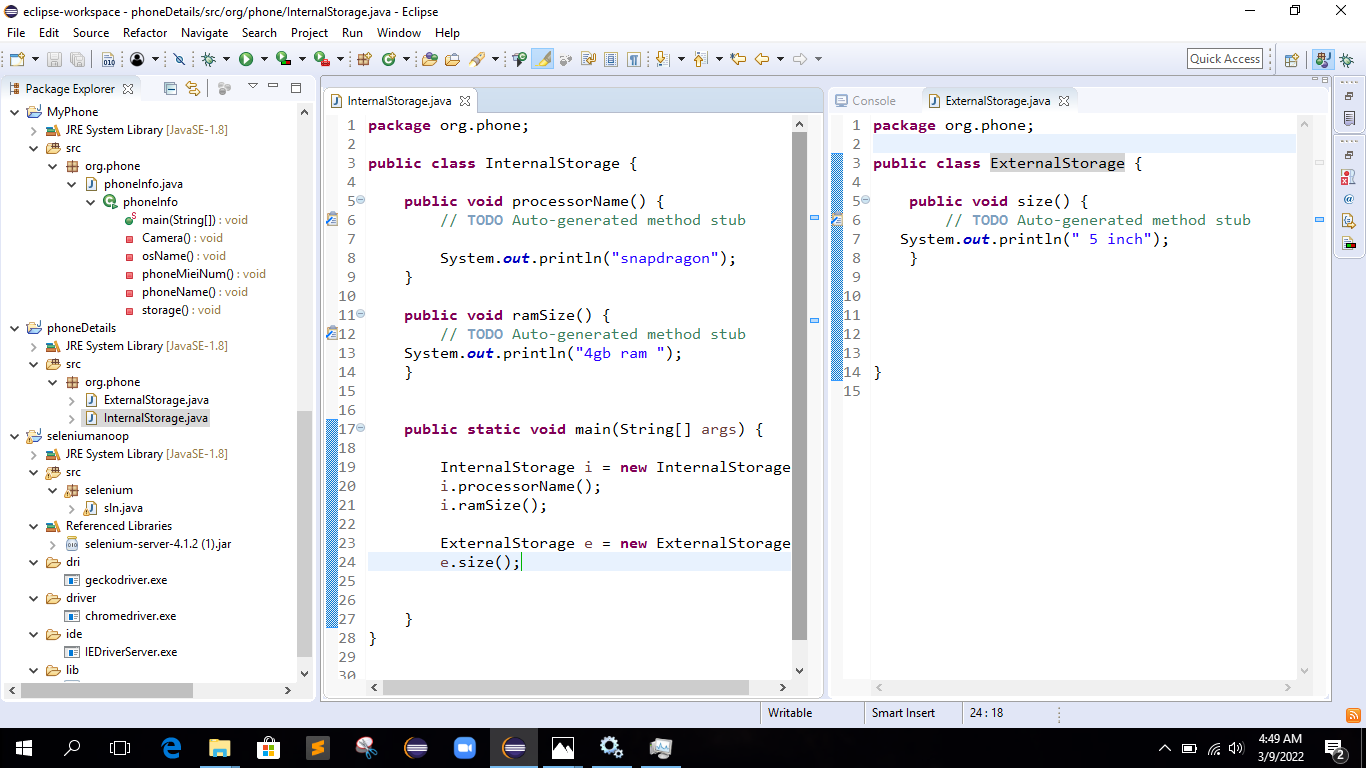 eclipse-workspace - phoneDetails/src/org/phone/InternalStorage.java - Eclipse
File Edit Source Refactor Navigate Search Project Run Window Help
Quick Access
Package Explorer
MyPhone
JRE System Library [JavaSE-1.8]
src
org.phone
phoneInfo.java
phoneInfo
main(String[]) : void
Camera() : void
osName() : void
phoneMieiNum() : void
phoneName() : void
storage() : void
phoneDetails
JRE System Library [JavaSE-1.8]
src
org.phone
ExternalStorage.java
InternalStorage.java
seleniumanoop
JRE System Library [JavaSE-1.8]
src
selenium
sln.java
Referenced Libraries
selenium-server-4.1.2 (1).jar
dri
geckodriver.exe
driver
chromedriver.exe
ide
IEDriverServer.exe
lib
InternalStorage.java
1 package org.phone;
2
3 public class InternalStorage {
4
5 public void processorName() {
6 // TODO Auto-generated method stub
7
8 System.out.println("snapdragon");
9 }
10
11 public void ramSize() {
12 // TODO Auto-generated method stub
13 System.out.println("4gb ram ");
14 }
15
16
17 public static void main(String[] args) {
18
19 InternalStorage i = new InternalStorage
20 i.processorName();
21 i.ramSize();
22
23 ExternalStorage e = new ExternalStorage
24 e.size();
25
26
27 }
28 }
29
30
Console ExternalStorage.java
1 package org.phone;
2
3 public class ExternalStorage {
4
5 public void size() {
6 // TODO Auto-generated method stub
7 System.out.println(" 5 inch");
8 }
9
10
11
12
13
14 }
15
Writable Smart Insert 24 : 18
4:49 AM
3/9/2022
2